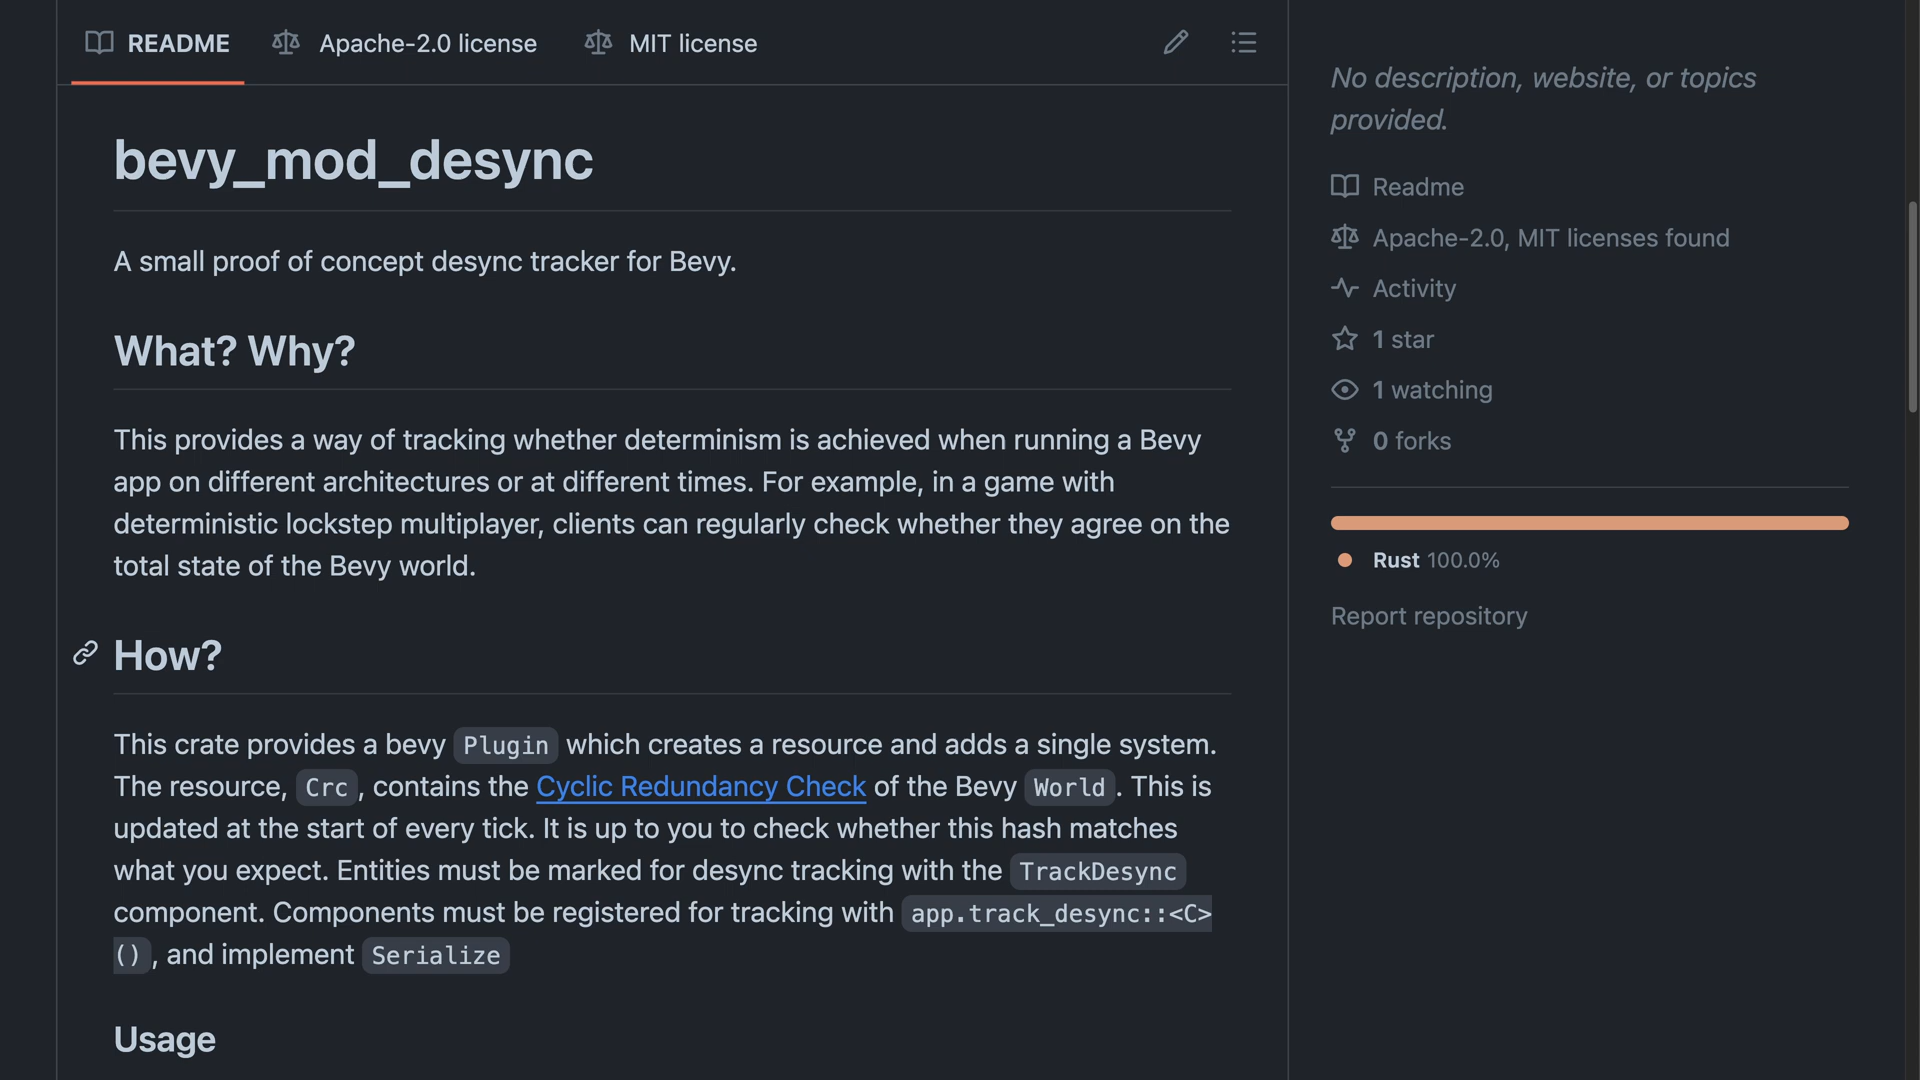 README
Apache-2.0 license
MIT license
bevy_mod_desync
A small proof of concept desync tracker for Bevy.
What? Why?
This provides a way of tracking whether determinism is achieved when running a Bevy
app on different architectures or at different times. For example, in a game with
deterministic lockstep multiplayer, clients can regularly check whether they agree on the
total state of the Bevy world.
How?
This crate provides a bevy Plugin which creates a resource and adds a single system.
The resource, Crc, contains the Cyclic Redundancy Check of the Bevy World. This is
updated at the start of every tick. It is up to you to check whether this hash matches
what you expect. Entities must be marked for desync tracking with the TrackDesync
component. Components must be registered for tracking with app.track_desync::<C>
(), and implement Serialize
Usage
No description, website, or topics
provided.
Readme
Apache-2.0, MIT licenses found
Activity
1 star
1 watching
0 forks
Rust 100.0%
Report repository